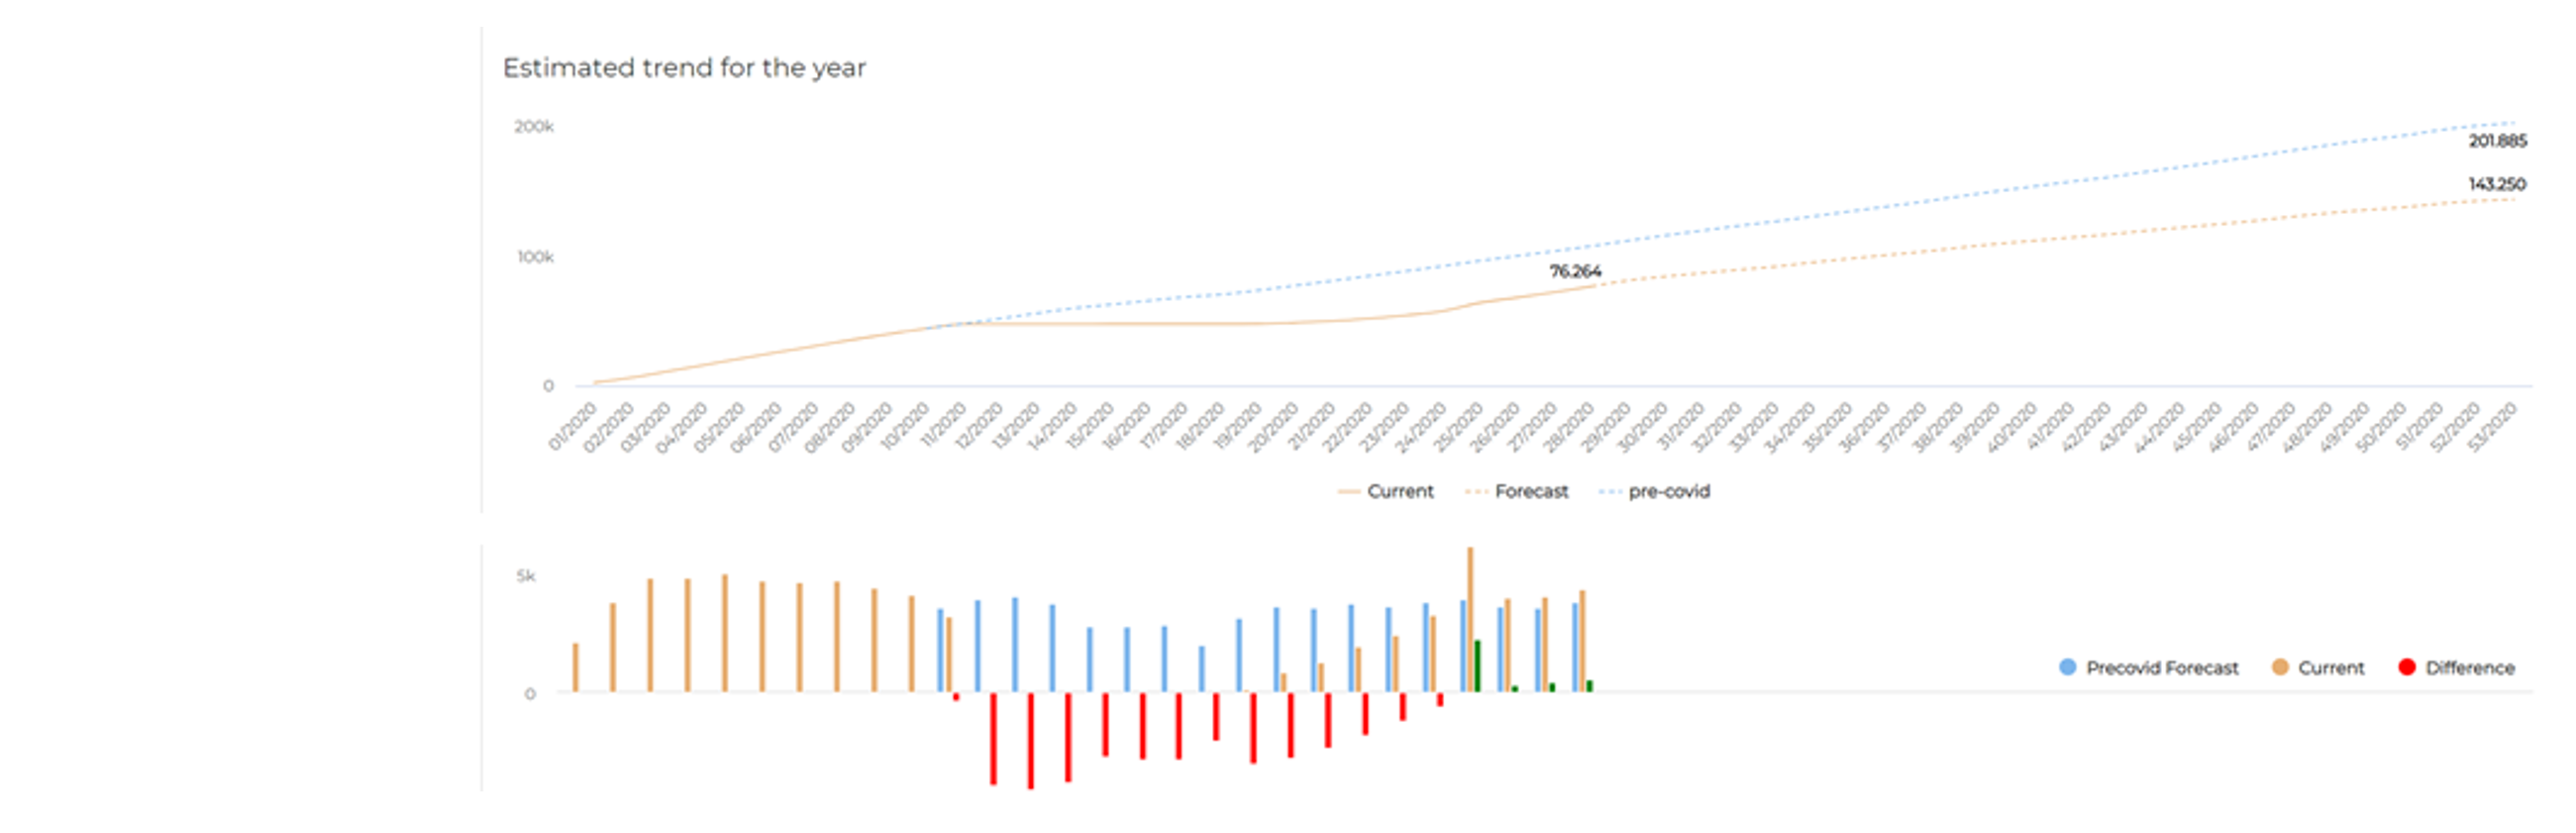 Estimated trend for the year
200k
201.885
143.250
100k
76.264
0
01/2020 02/2020 03/2020 04/2020 05/2020 06/2020 07/2020 08/2020 09/2020 10/2020 11/2020 12/2020 13/2020 14/2020 15/2020 16/2020 17/2020 18/2020 19/2020 20/2020 21/2020 22/2020 23/2020 24/2020 25/2020 26/2020 27/2020 28/2020 29/2020 30/2020 31/2020 32/2020 33/2020 34/2020 35/2020 36/2020 37/2020 38/2020 39/2020 40/2020 41/2020 42/2020 43/2020 44/2020 45/2020 46/2020 47/2020 48/2020 49/2020 50/2020 51/2020 52/2020 53/2020
Current Forecast pre-covid
5k
Precovid Forecast Current Difference
0